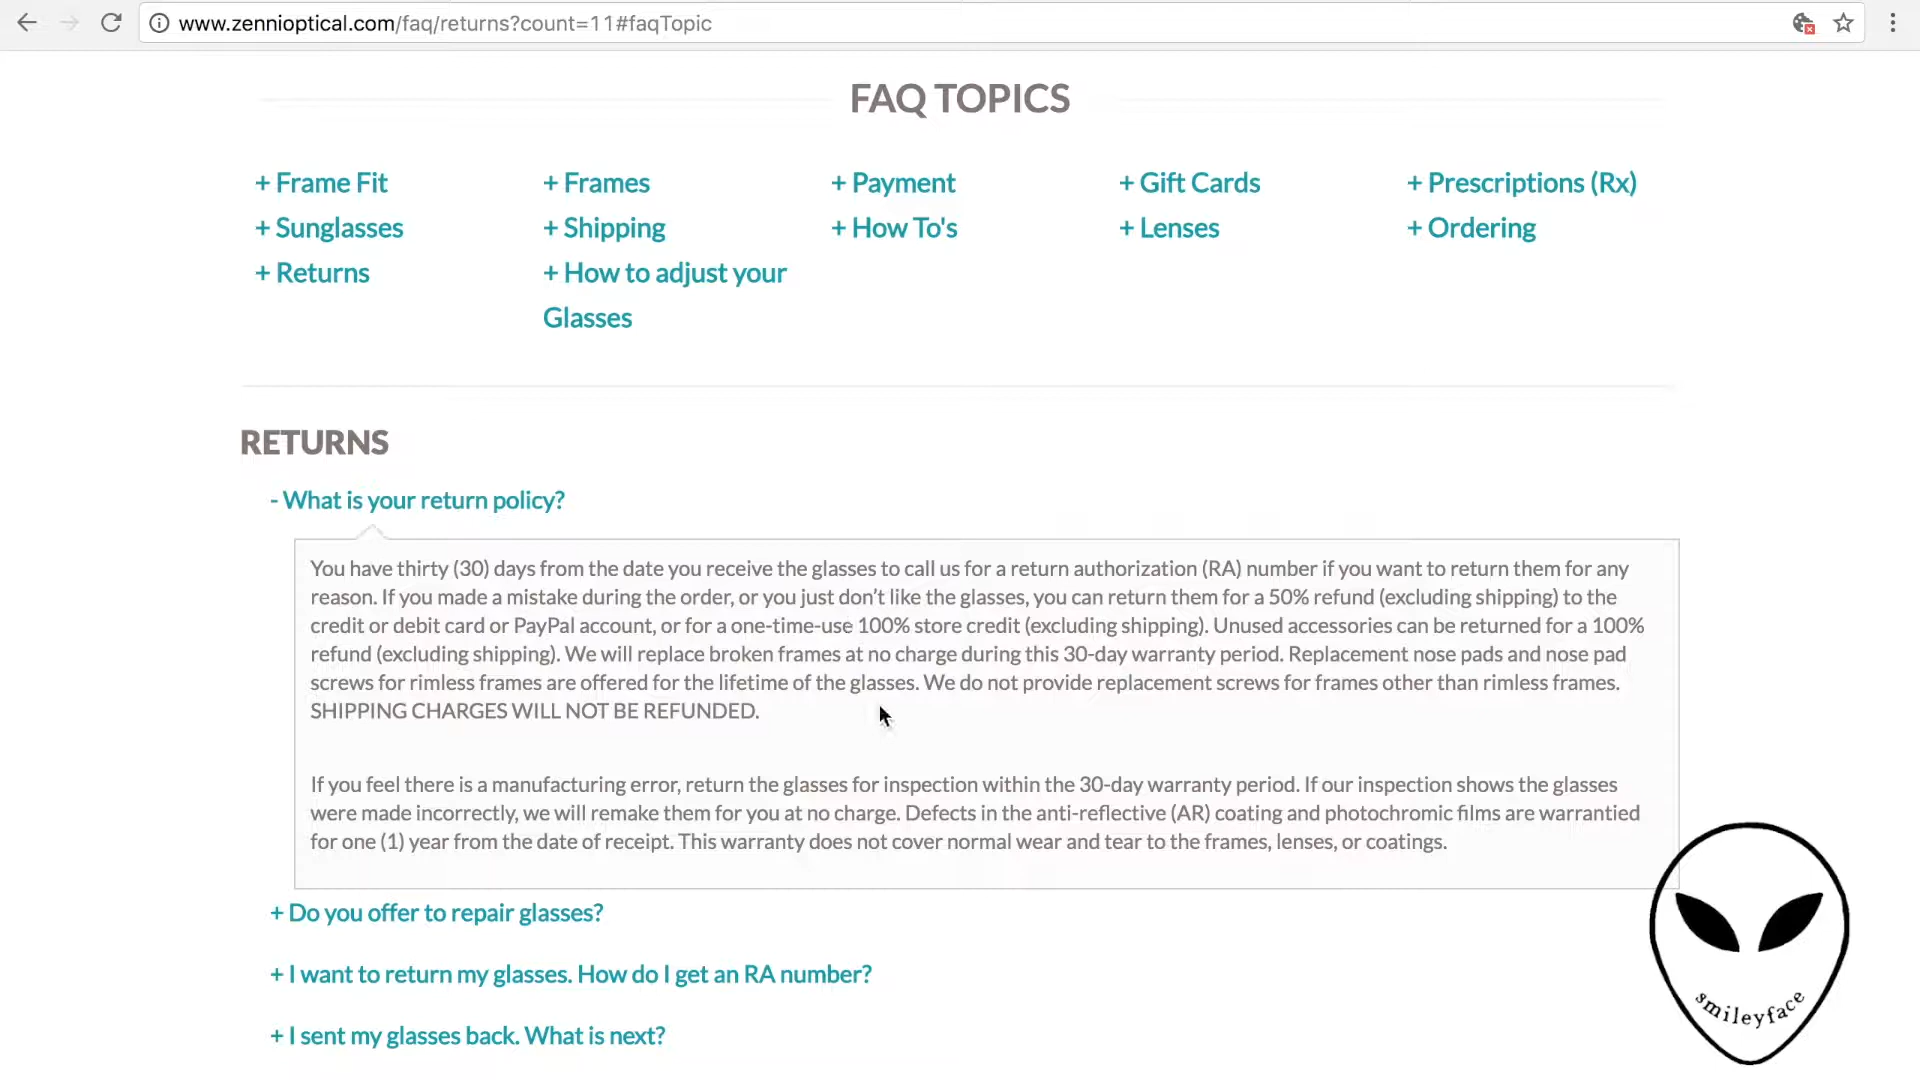 www.zennioptical.com/faq/returns?count=11#faqTopic
FAQ TOPICS
+ Frame Fit
+ Frames
+ Payment
+ Gift Cards
+ Prescriptions (Rx)
+ Sunglasses
+ Shipping
+ How To's
+ Lenses
+ Ordering
+ Returns
+ How to adjust your
Glasses
RETURNS
- What is your return policy?
You have thirty (30) days from the date you receive the glasses to call us for a return authorization (RA) number if you want to return them for any
reason. If you made a mistake during the order, or you just don’t like the glasses, you can return them for a 50% refund (excluding shipping) to the
credit or debit card or PayPal account, or for a one-time-use 100% store credit (excluding shipping). Unused accessories can be returned for a 100%
refund (excluding shipping). We will replace broken frames at no charge during this 30-day warranty period. Replacement nose pads and nose pad
screws for rimless frames are offered for the lifetime of the glasses. We do not provide replacement screws for frames other than rimless frames.
SHIPPING CHARGES WILL NOT BE REFUNDED.
If you feel there is a manufacturing error, return the glasses for inspection within the 30-day warranty period. If our inspection shows the glasses
were made incorrectly, we will remake them for you at no charge. Defects in the anti-reflective (AR) coating and photochromic films are warrantied
for one (1) year from the date of receipt. This warranty does not cover normal wear and tear to the frames, lenses, or coatings.
+ Do you offer to repair glasses?
+ I want to return my glasses. How do I get an RA number?
+ I sent my glasses back. What is next?
smileyface